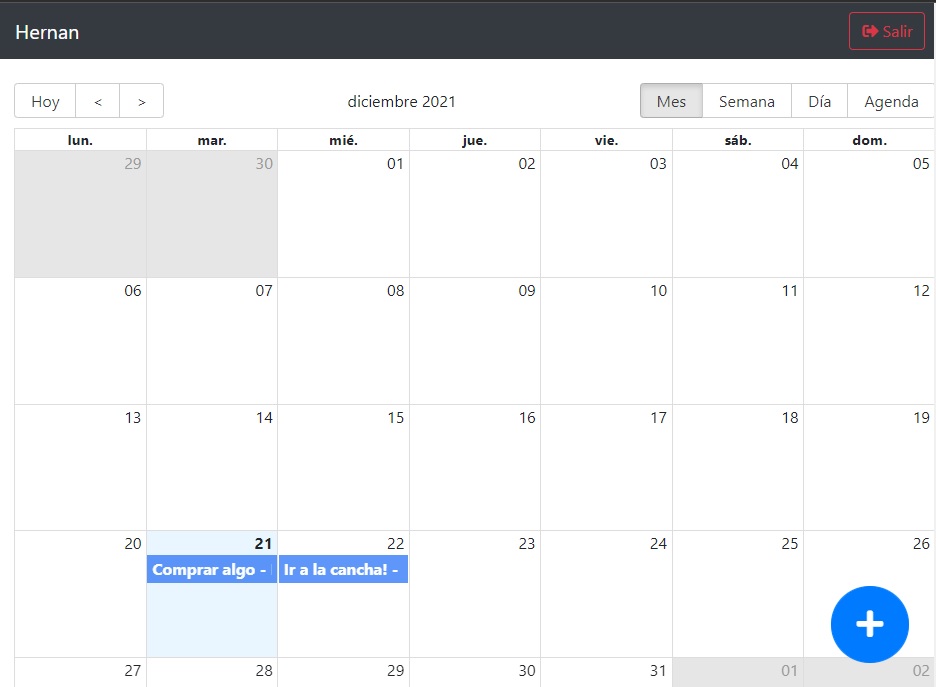 Hernan
Salir
Hoy < > diciembre 2021 Mes Semana Día Agenda
lun. mar. mié. jue. vie. sáb. dom.
29 30 01 02 03 04 05
06 07 08 09 10 11 12
13 14 15 16 17 18 19
20 21 22 23 24 25 26
Comprar algo - Ir a la cancha! -
27 28 29 30 31 01 02